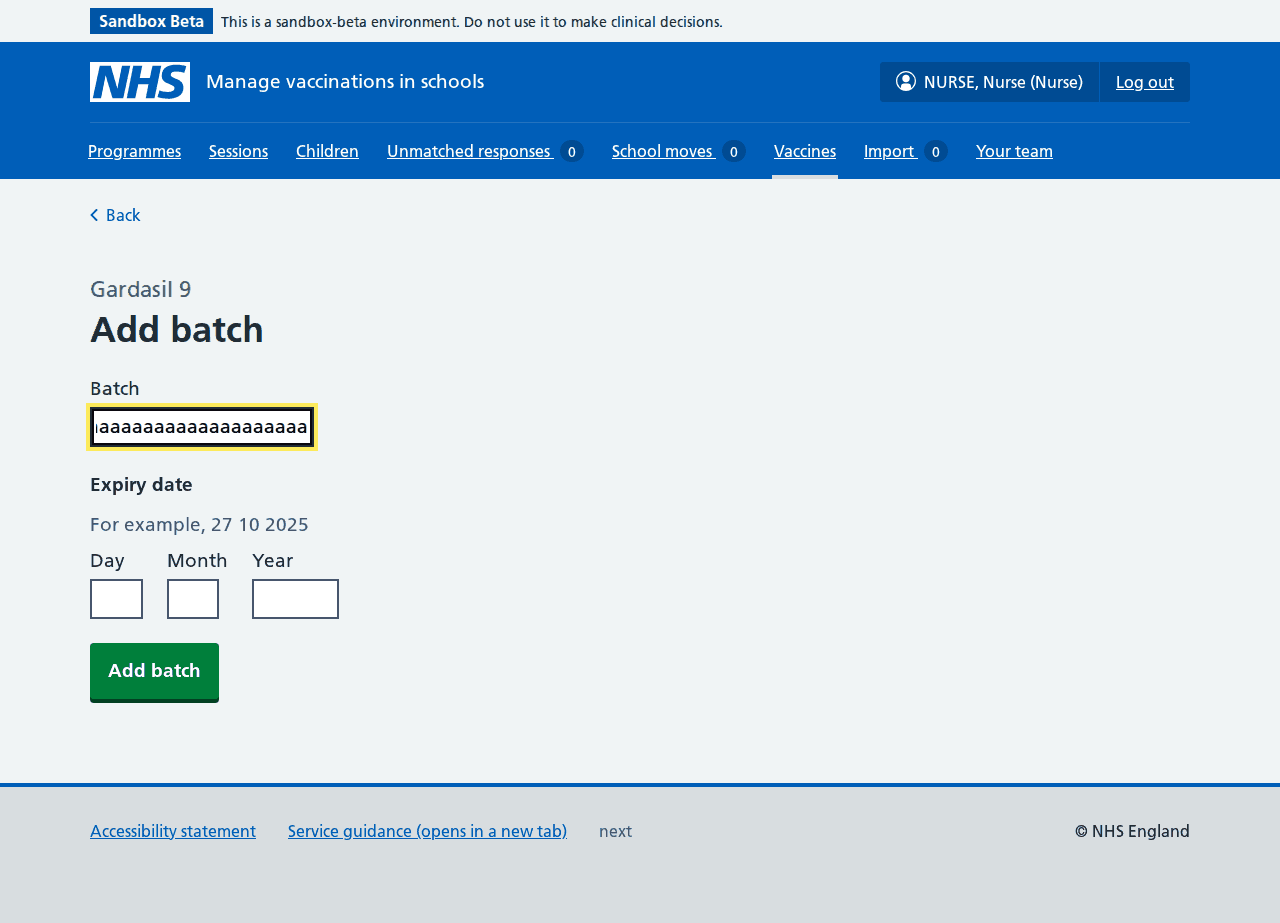 Sandbox Beta This is a sandbox-beta environment. Do not use it to make clinical decisions.
NHS Manage vaccinations in schools NURSE, Nurse (Nurse) Log out
Programmes Sessions Children Unmatched responses 0 School moves 0 Vaccines Import 0 Your team
Back
Gardasil 9
Add batch
Batch
aaaaaaaaaaaaaaaaaaa
Expiry date
For example, 27 10 2025
Day Month Year
Add batch
Accessibility statement Service guidance (opens in a new tab) next © NHS England